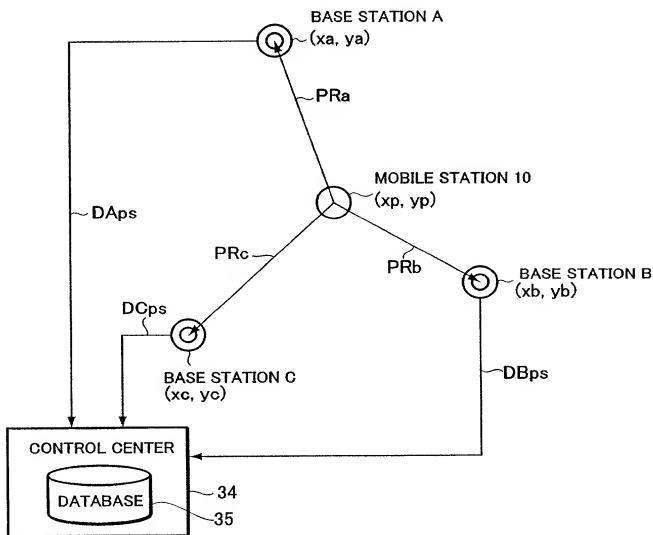 BASE STATION A
(xa, ya)
PRa
MOBILE STATION 10
(xp, yp)
DAps
PRc
PRb
BASE STATION B
(xb, yb)
DCps
BASE STATION C
(xc, yc)
DBps
CONTROL CENTER
DATABASE
34
35